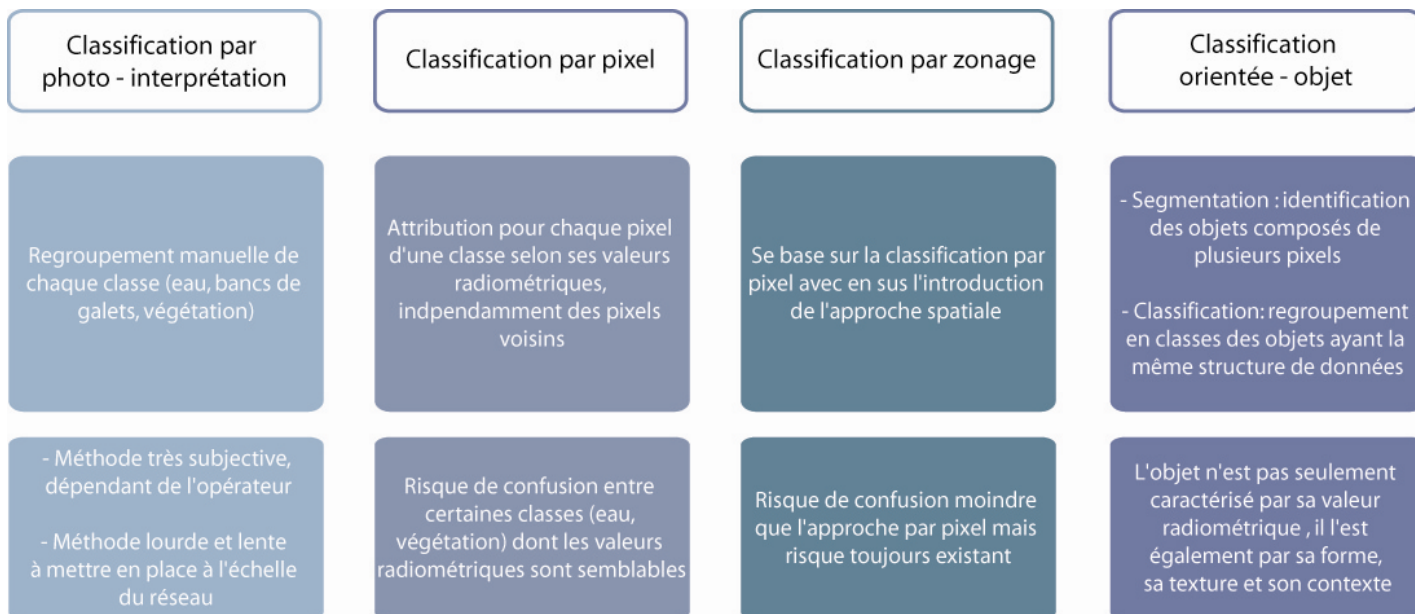 Classification par
photo - interprétation
Classification par pixel
Classification par zonage
Classification
orientée - objet
Regroupement manuelle de
chaque classe (eau, bancs de
galets, végétation)
Attribution pour chaque pixel
d'une classe selon ses valeurs
radiométriques,
indpendamment des pixels
voisins
Se base sur la classification par
pixel avec en sus l'introduction
de l'approche spatiale
- Segmentation : identification
des objets composés de
plusieurs pixels
- Classification: regroupement
en classes des objets ayant la
même structure de données
- Méthode très subjective,
dépendant de l'opérateur
- Méthode lourde et lente
à mettre en place à l'échelle
du réseau
Risque de confusion entre
certaines classes (eau,
végétation) dont les valeurs
radiométriques sont semblables
Risque de confusion moindre
que l'approche par pixel mais
risque toujours existant
L'objet n'est pas seulement
caractérisé par sa valeur
radiométrique , il l'est
également par sa forme,
sa texture et son contexte